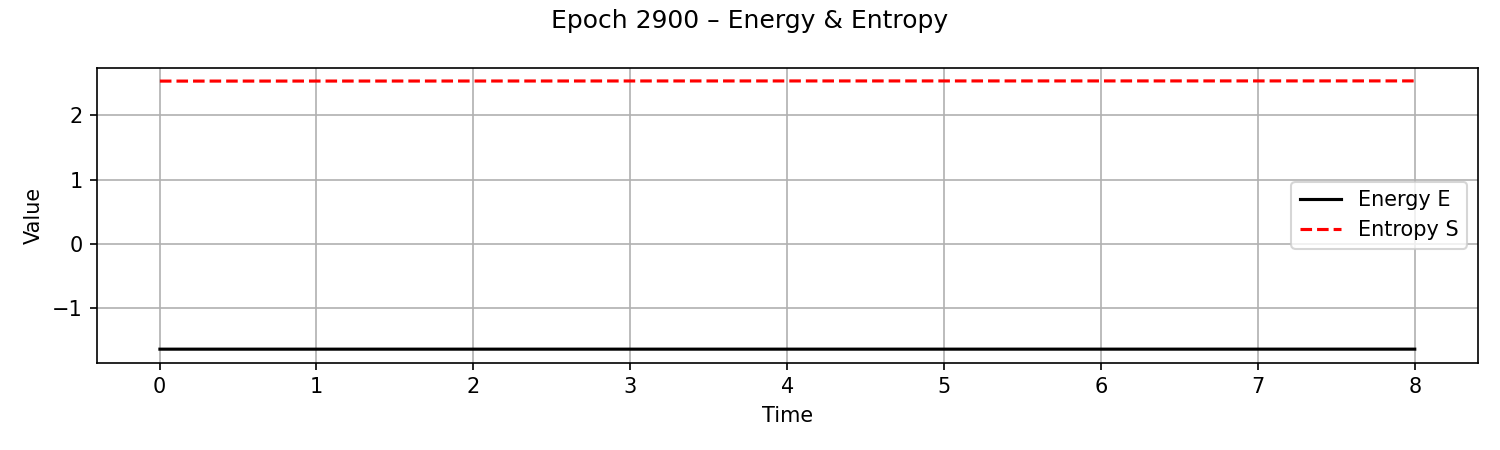 Epoch 2900 – Energy & Entropy
Value
2
1
0
−1
Energy E
Entropy S
0 1 2 3 4 5 6 7 8
Time